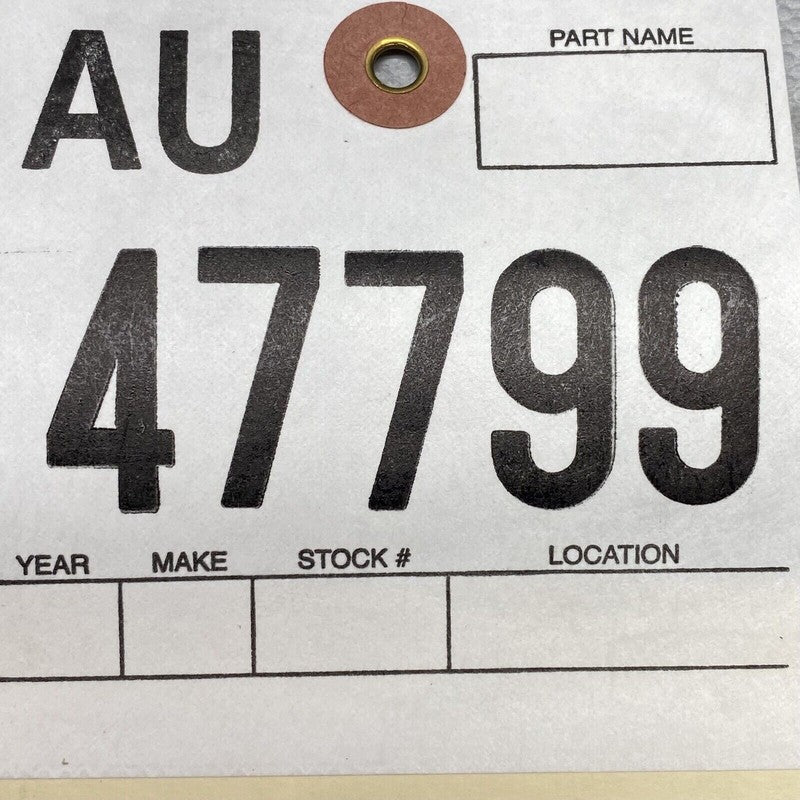 AU
PART NAME
47799
YEAR MAKE STOCK # LOCATION